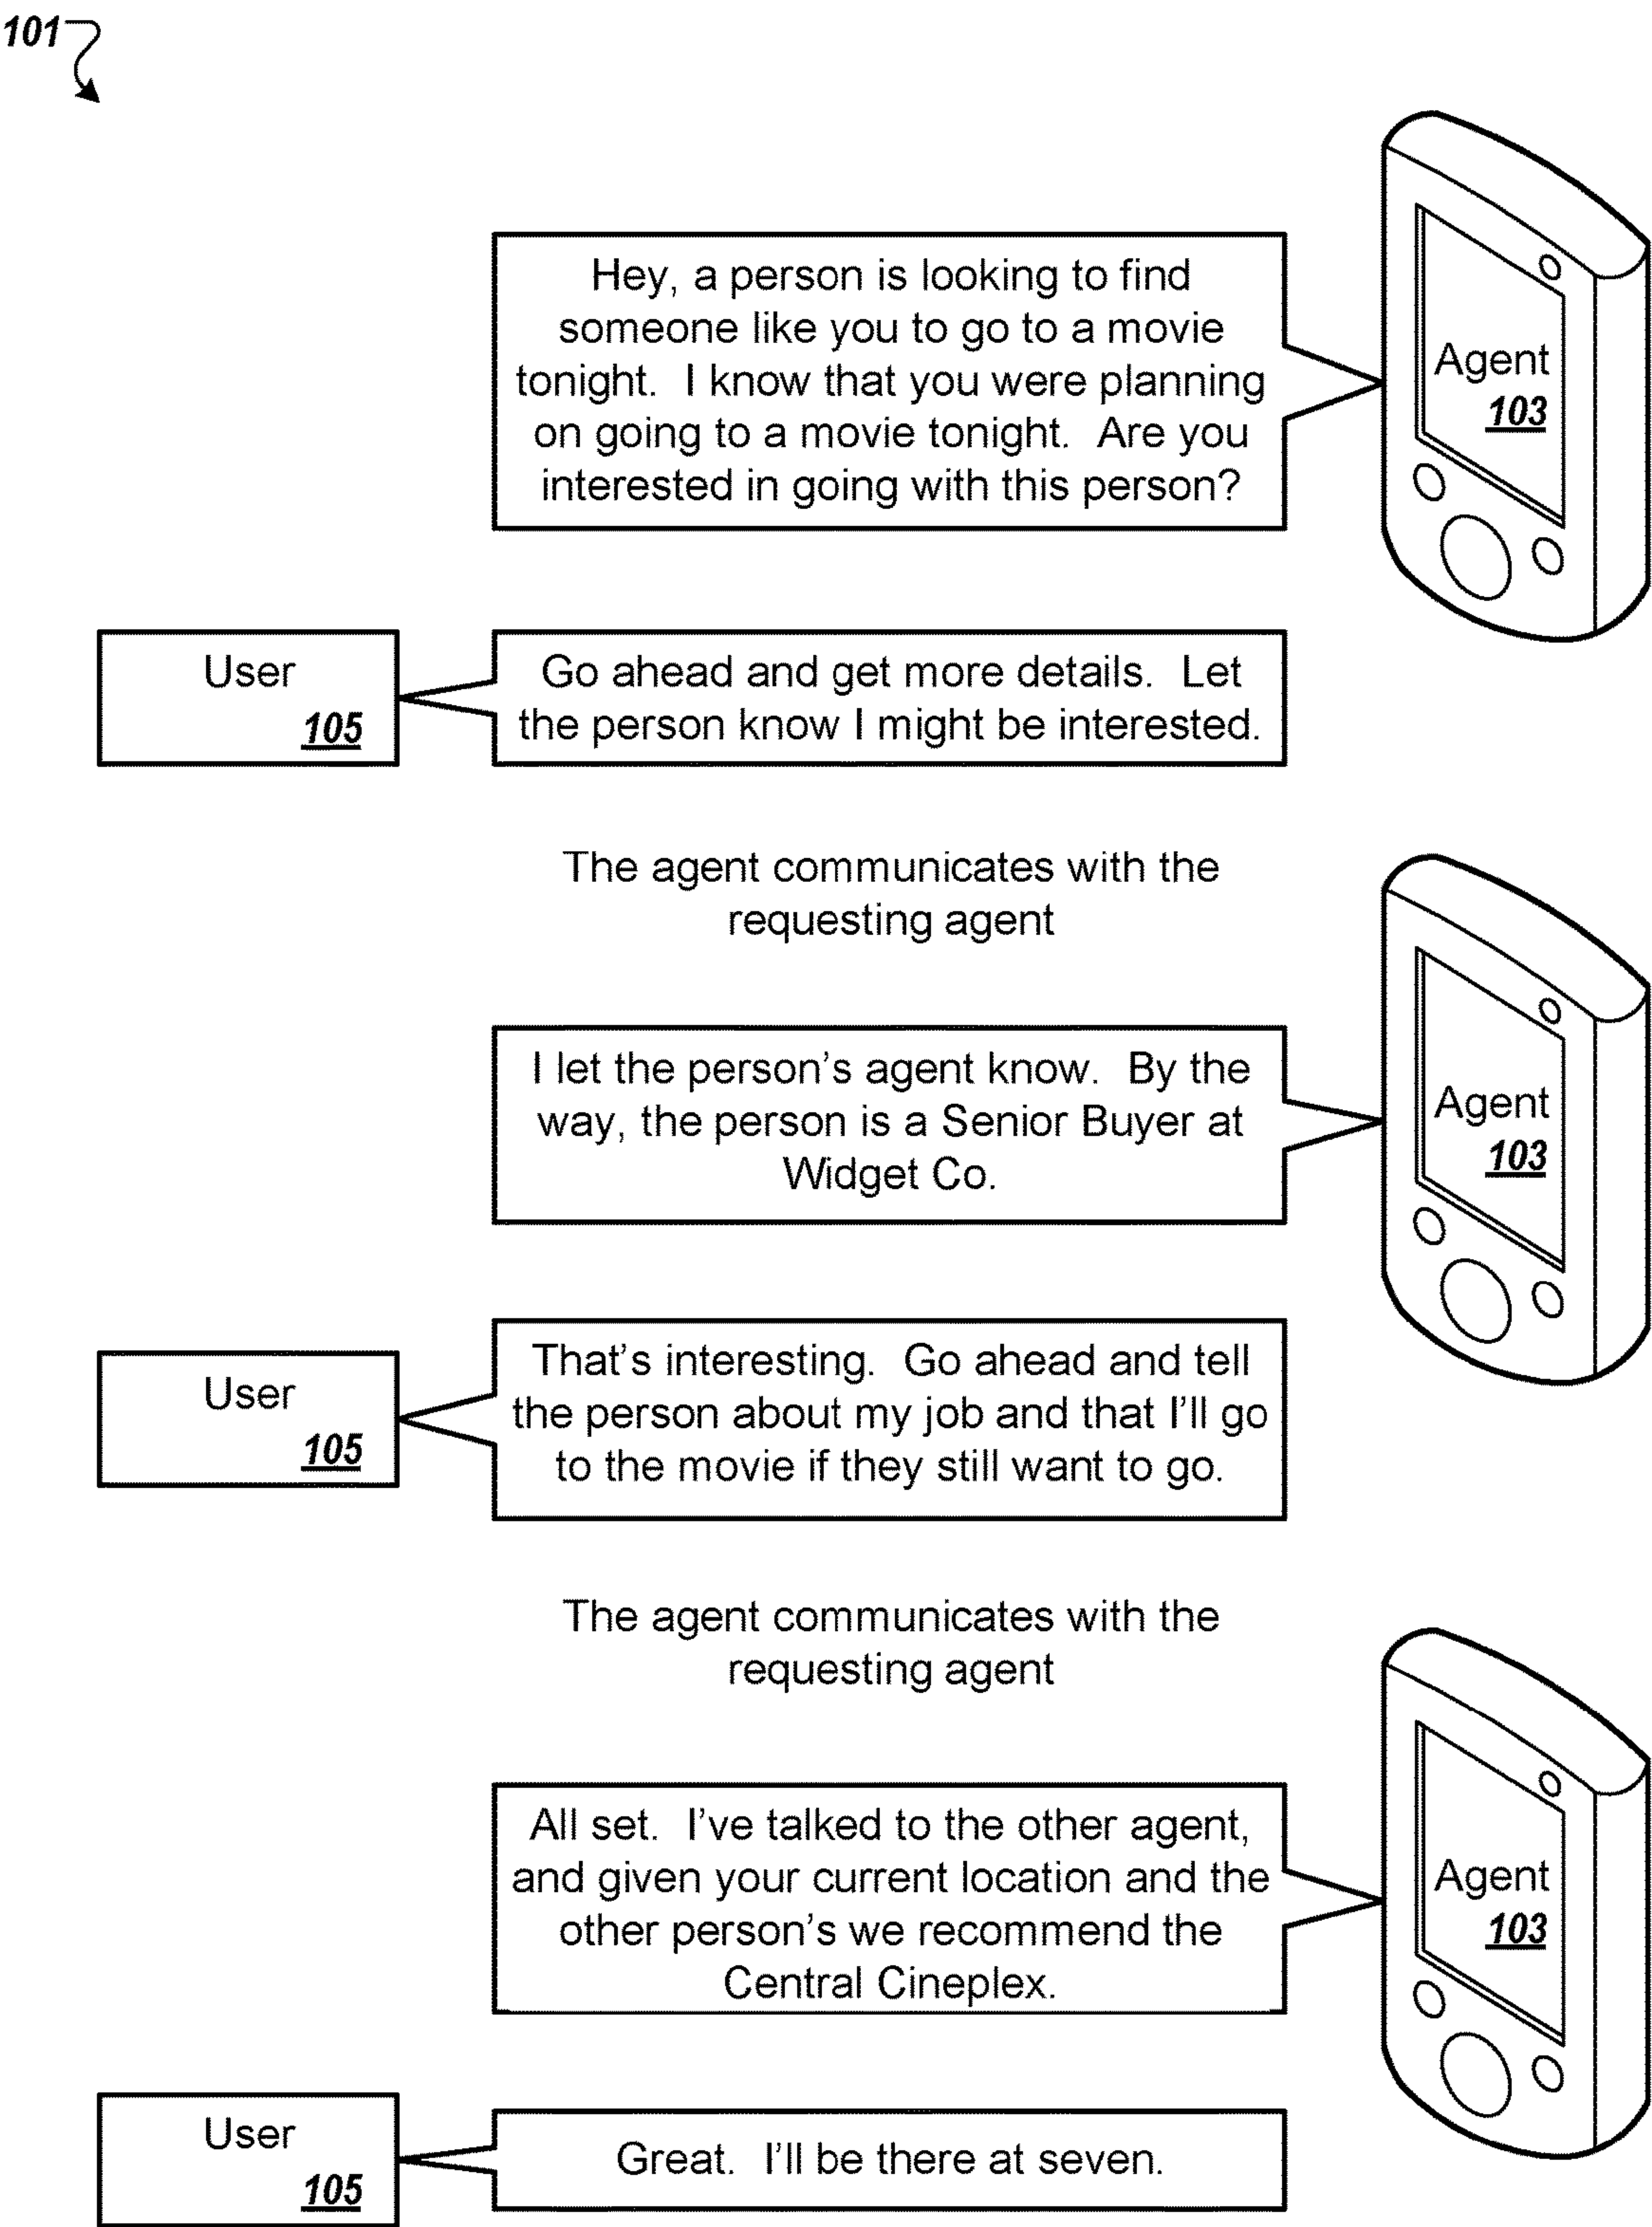 101
Hey, a person is looking to find
someone like you to go to a movie
tonight.  I know that you were planning
on going to a movie tonight.  Are you
interested in going with this person?
Agent
103
User
105
Go ahead and get more details.  Let
the person know I might be interested.
The agent communicates with the
requesting agent
I let the person's agent know.  By the
way, the person is a Senior Buyer at
Widget Co.
Agent
103
User
105
That's interesting.  Go ahead and tell
the person about my job and that I'll go
to the movie if they still want to go.
The agent communicates with the
requesting agent
All set.  I've talked to the other agent,
and given your current location and the
other person's we recommend the
Central Cineplex.
Agent
103
User
105
Great.  I'll be there at seven.